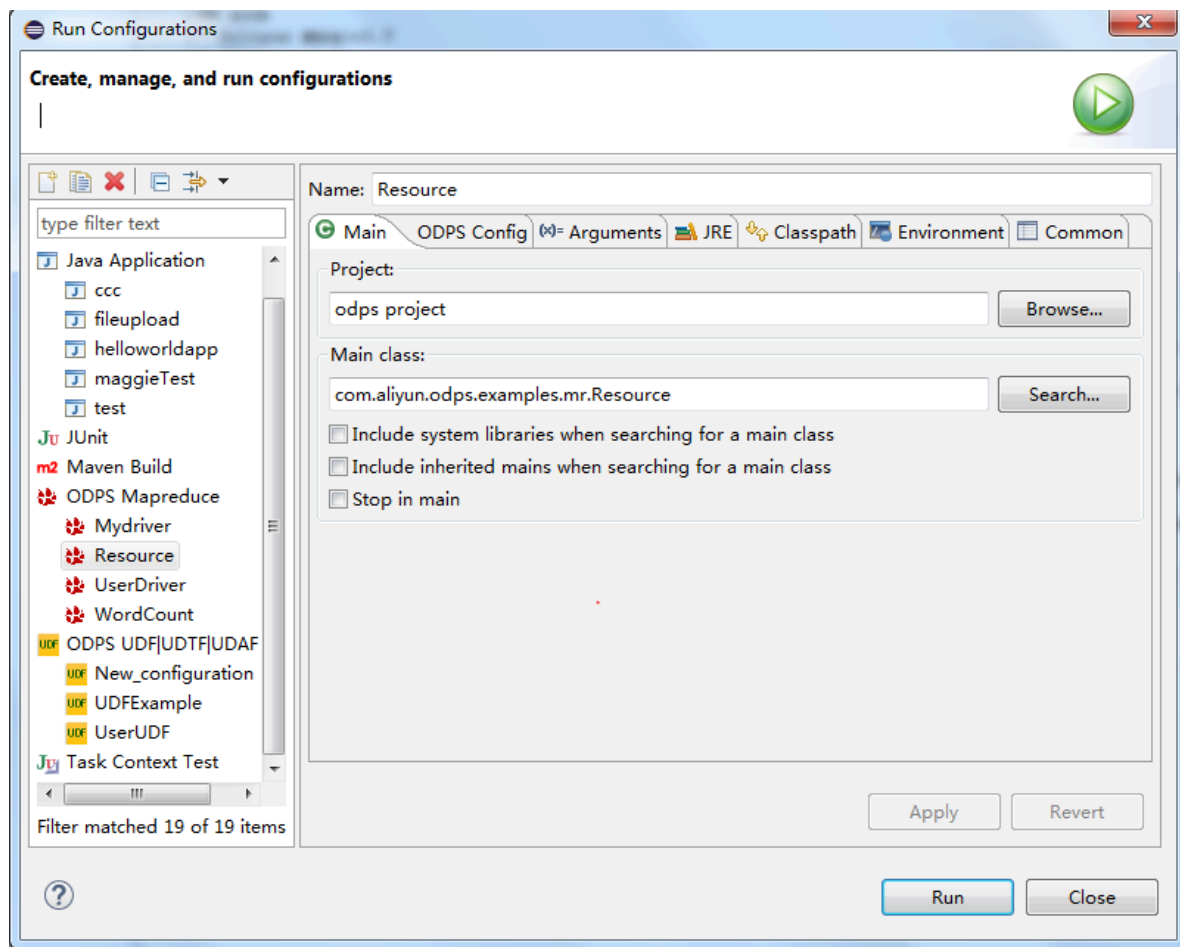 Run Configurations
Create, manage, and run configurations
type filter text
Java Application
ccc
fileupload
helloworldapp
maggieTest
test
JUnit
Maven Build
ODPS Mapreduce
Mydriver
Resource
UserDriver
WordCount
ODPS UDF|UDTF|UDAF
New_configuration
UDFExample
UserUDF
Task Context Test
Filter matched 19 of 19 items
Name: Resource
Main ODPS Config (x)= Arguments JRE Classpath Environment Common
Project:
odps project Browse...
Main class:
com.aliyun.odps.examples.mr.Resource Search...
Include system libraries when searching for a main class
Include inherited mains when searching for a main class
Stop in main
Apply Revert
Run Close